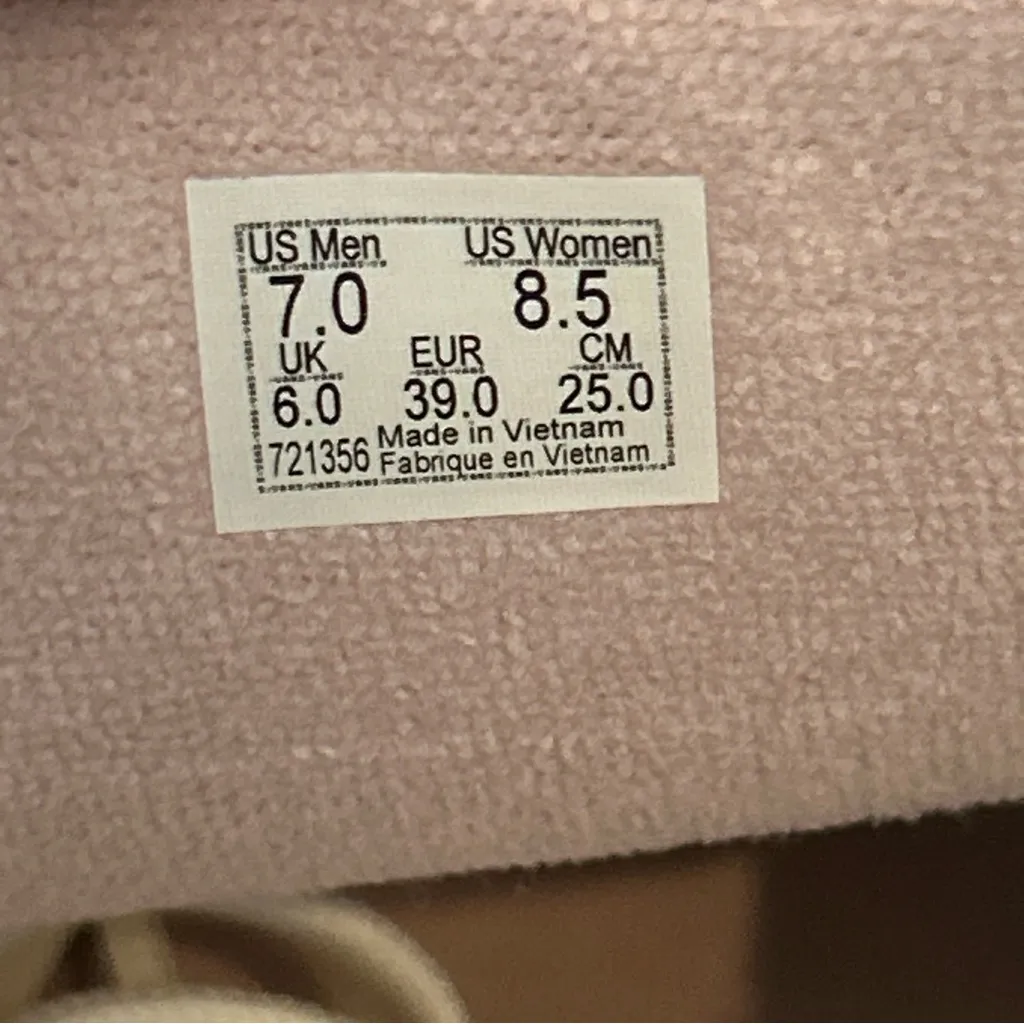 US Men US Women
7.0 8.5
UK EUR CM
6.0 39.0 25.0
721356 Made in Vietnam
Fabrique en Vietnam